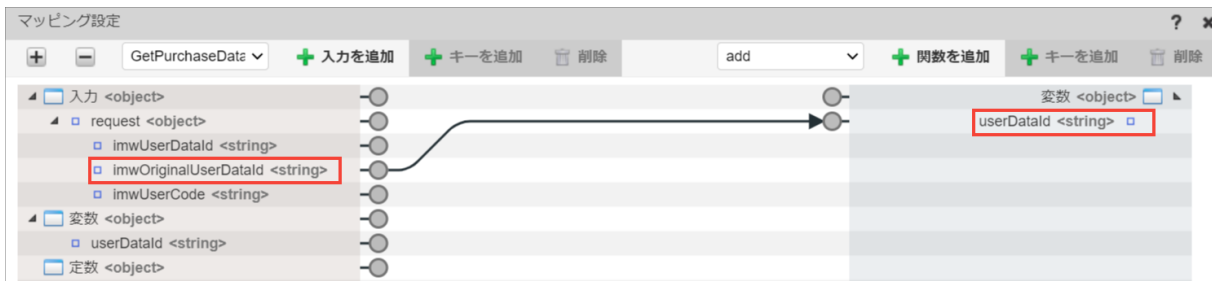 マッピング設定 ? ×
GetPurchaseData 入力を追加 キーを追加 削除 add 関数を追加 キーを追加 削除
入力 <object> 変数 <object>
request <object> userDataId <string>
imwUserDataId <string>
imwOriginalUserDataId <string>
imwUserCode <string>
変数 <object>
userDataId <string>
定数 <object>